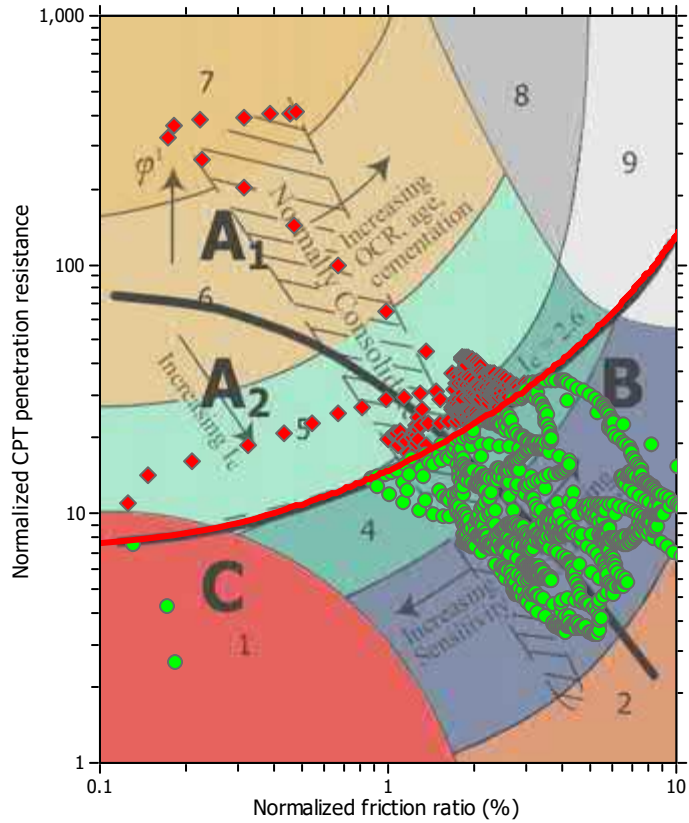 1,000
100
10
1
Normalized CPT penetration resistance
0.1
1
10
Normalized friction ratio (%)
7
8
9
φ'
A1
Normally Consolidated
Increasing
OCR, age,
cementation
6
A2
Increasing Ic
5
Ic = 2.6
B
4
C
1
Increasing
Sensitivity
2